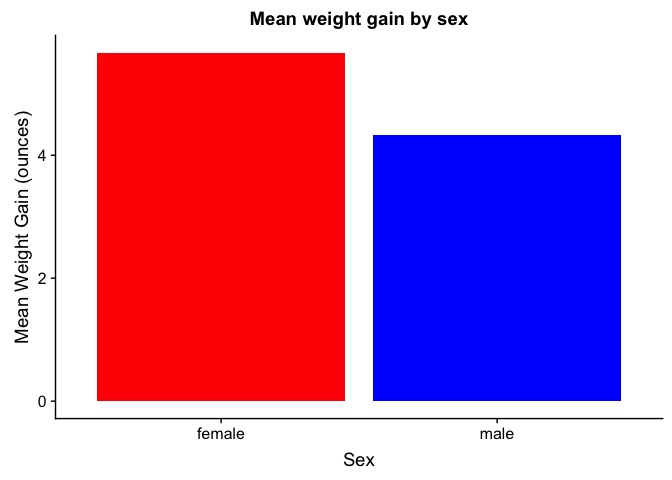 Mean weight gain by sex
Mean Weight Gain (ounces)
4
2
0
female male
Sex